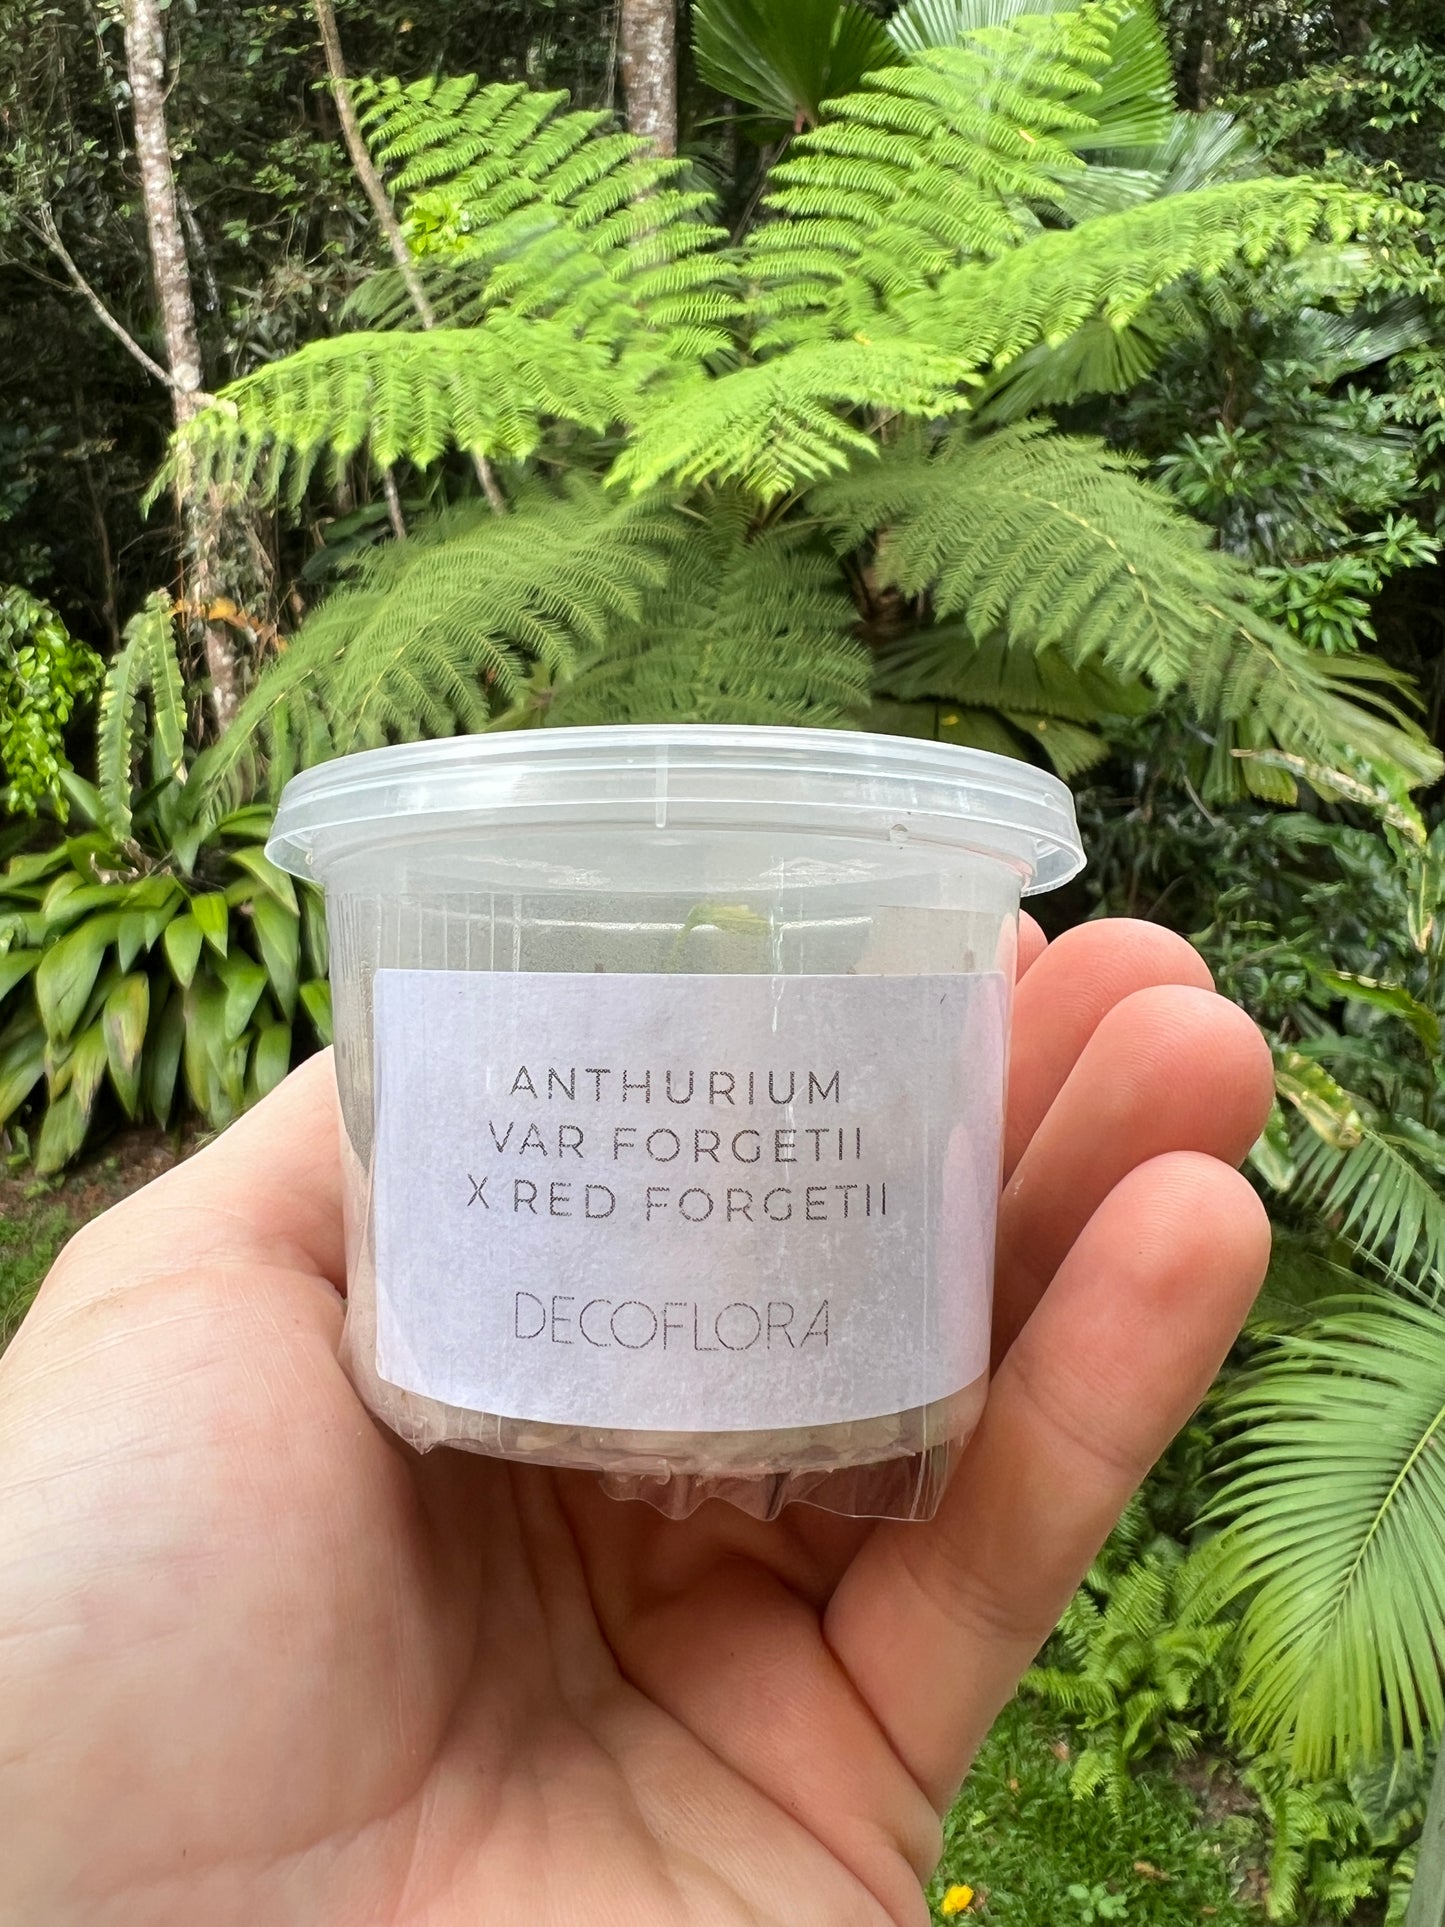 ANTHURIUM
VAR FORGETII
X RED FORGETII
DECOFLORA